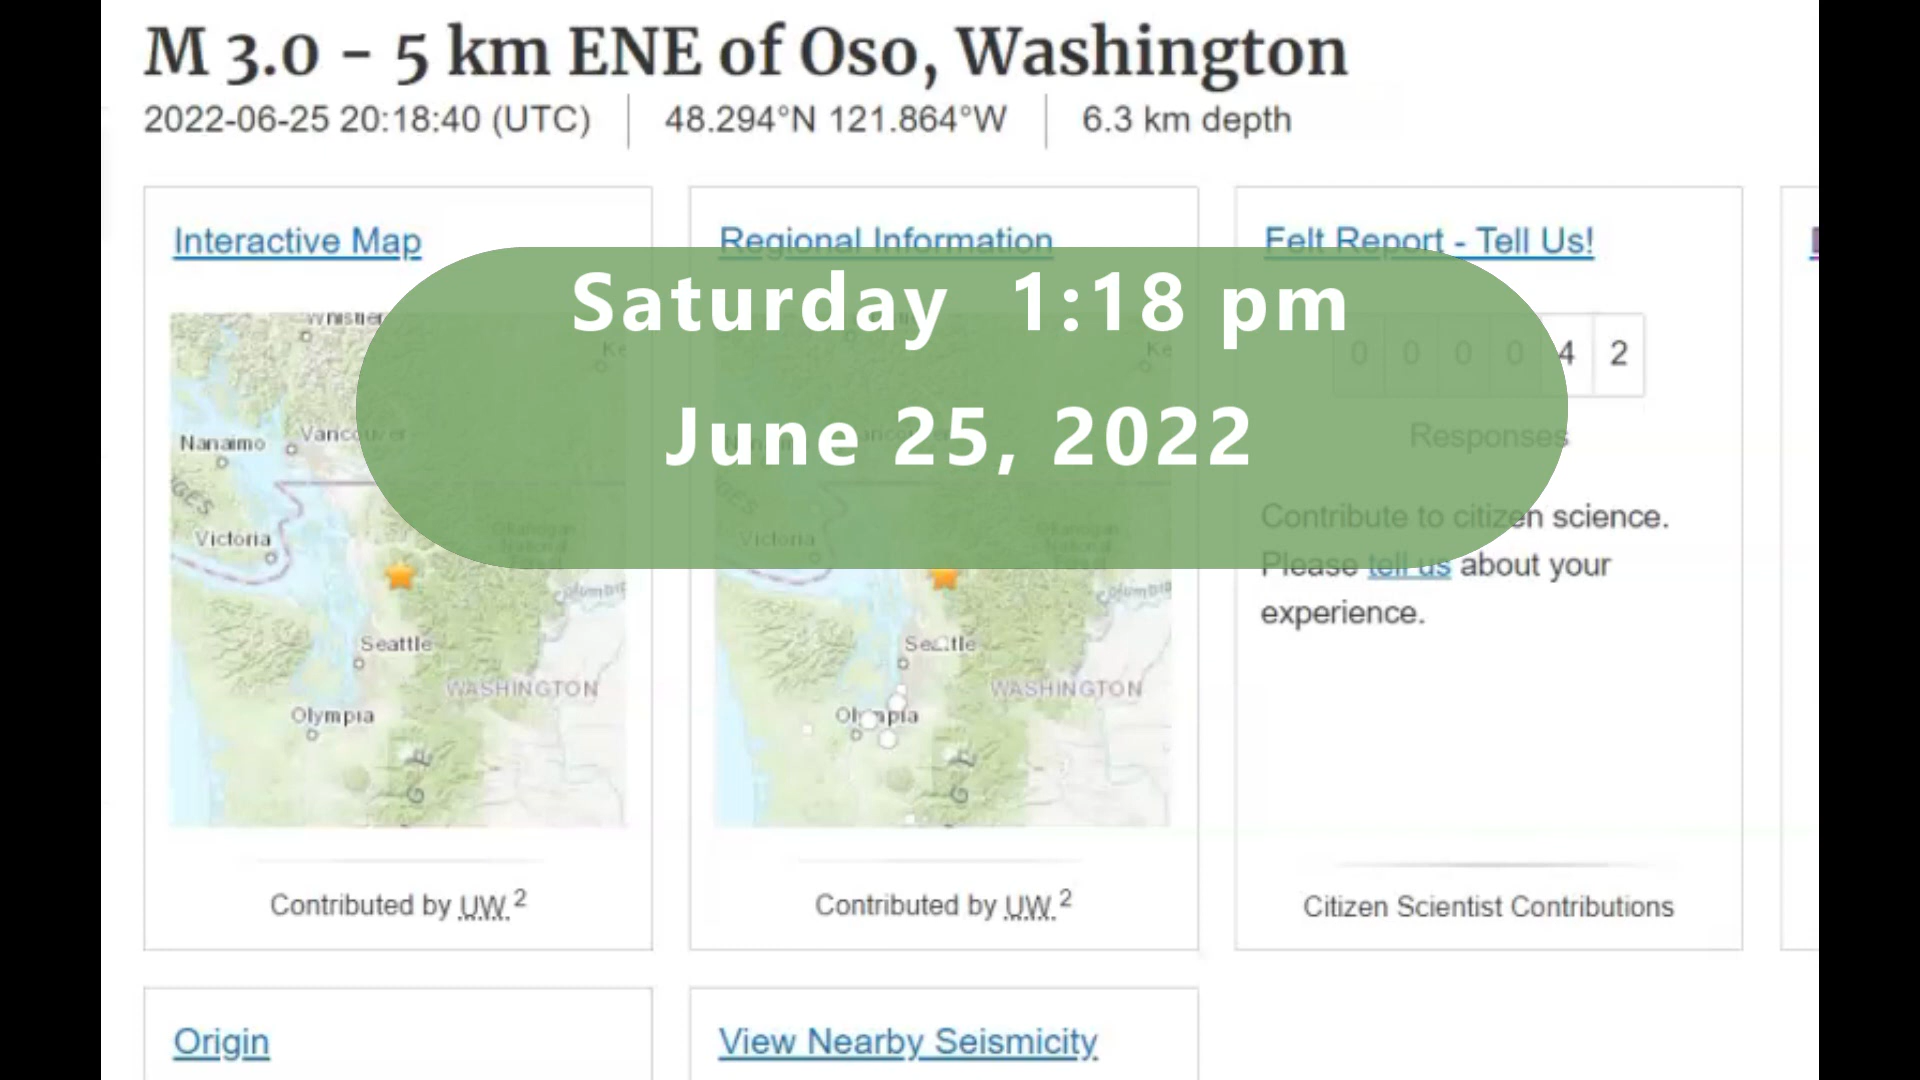 M 3.0 - 5 km ENE of Oso, Washington
2022-06-25 20:18:40 (UTC)
48.294°N 121.864°W
6.3 km depth
Interactive Map
Regional Information
Felt Report - Tell Us!
Saturday 1:18 pm
June 25, 2022
Whistler
Nanaimo
Vancouver
Victoria
Seattle
WASHINGTON
Olympia
Victoria
Okanogan
National
Columbia
Seattle
WASHINGTON
Olympia
0 0 0 0 4 2
Responses
Contribute to citizen science.
Please tell us about your
experience.
Contributed by UW 2
Contributed by UW 2
Citizen Scientist Contributions
Origin
View Nearby Seismicity